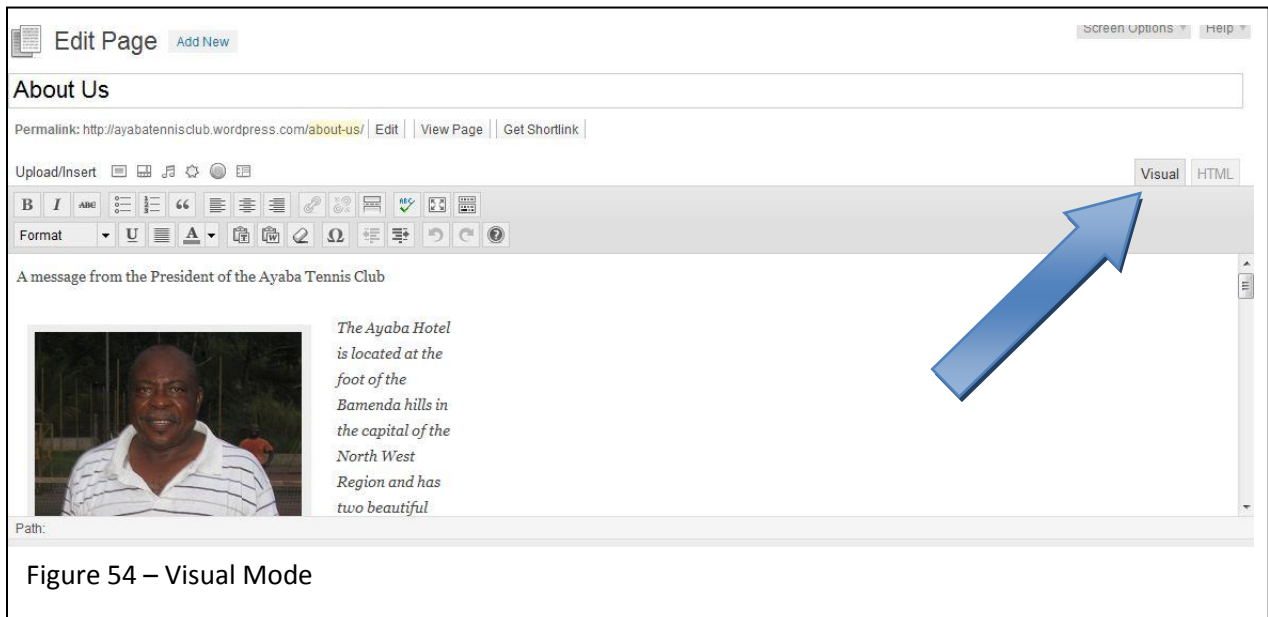 Edit Page Add New Screen Options Help
About Us
Permalink: http://ayabatennisclub.wordpress.com/about-us/ Edit View Page Get Shortlink
Upload/Insert Visual HTML
B I ABC ABC
Format U A T W Ω
A message from the President of the Ayaba Tennis Club
The Ayaba Hotel
is located at the
foot of the
Bamenda hills in
the capital of the
North West
Region and has
two beautiful
Path:
Figure 54 – Visual Mode